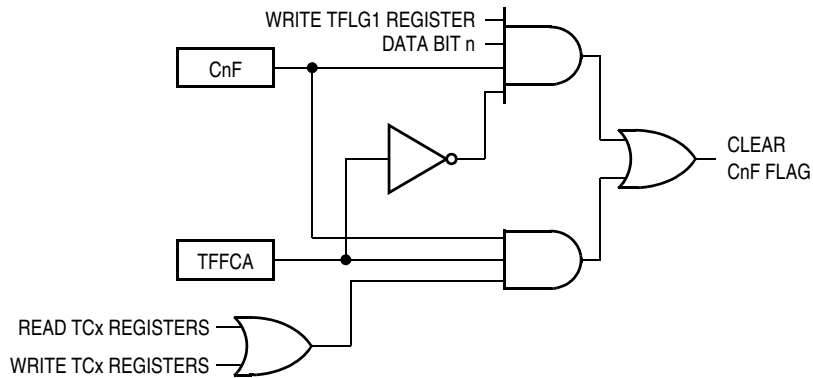 WRITE TFLG1 REGISTER
DATA BIT n
CnF
CLEAR
CnF FLAG
TFFCA
READ TCx REGISTERS
WRITE TCx REGISTERS